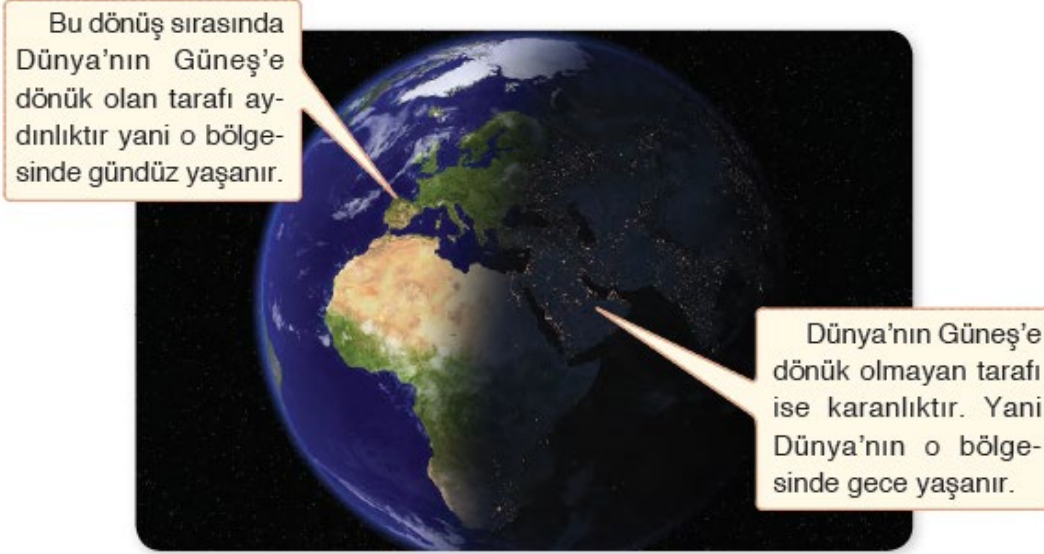 Bu dönüş sırasında
Dünya'nın Güneş'e
dönük olan tarafı ay-
dınlıktır yani o bölge-
sinde gündüz yaşanır.
Dünya'nın Güneş'e
dönük olmayan tarafı
ise karanlıktır. Yani
Dünya'nın o bölge-
sinde gece yaşanır.